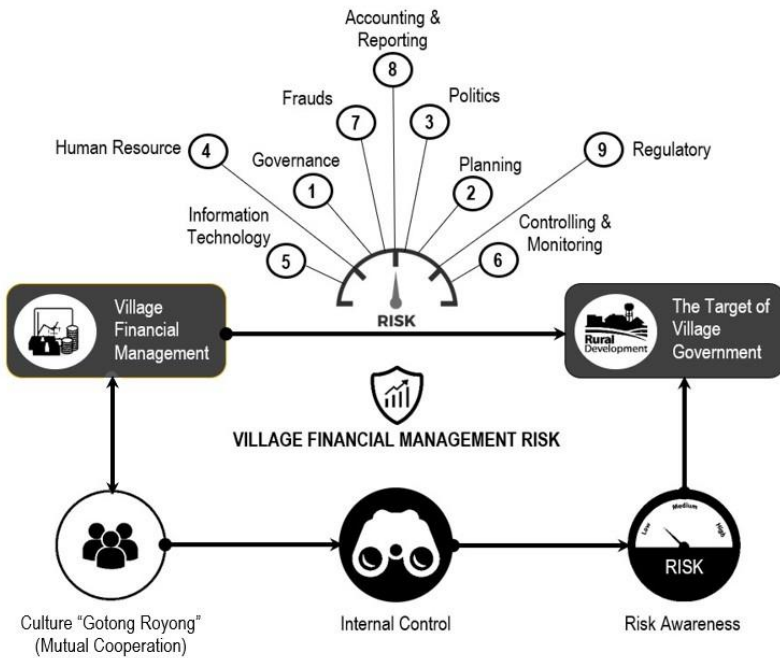 Accounting &
Reporting
8
Frauds
7
Politics
3
Human Resource
4
9
Regulatory
Governance
1
Planning
2
Information
Technology
5
Controlling &
Monitoring
6
RISK
Village
Financial
Management
Rural
Development
The Target of
Village
Government
VILLAGE FINANCIAL MANAGEMENT RISK
Low
Medium
High
RISK
Culture “Gotong Royong”
(Mutual Cooperation)
Internal Control
Risk Awareness